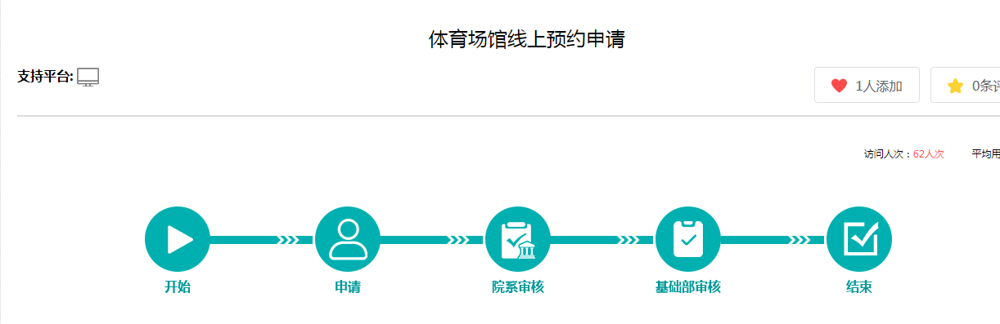 体育场馆线上预约申请
支持平台:
1人添加
0条评
访问人次：62人次
平均用
开始
申请
院系审核
基础部审核
结束